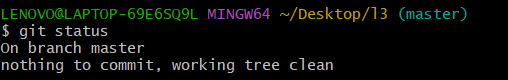 LENOVO@LAPTOP-69E6SQ9L MINGW64 ~/Desktop/l3 (master)
$ git status
On branch master
nothing to commit, working tree clean